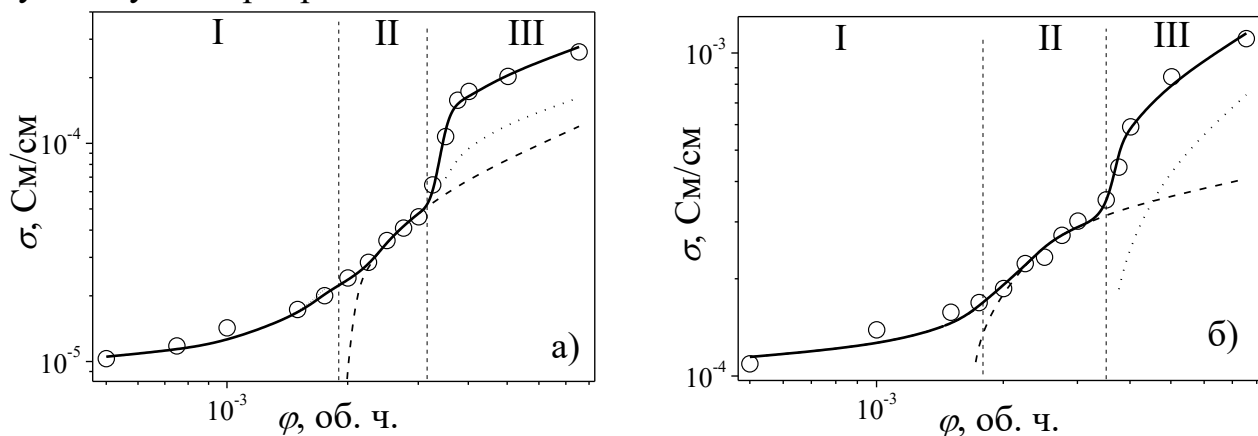 I II III
10⁻⁴
10⁻⁵
σ, См/см
10⁻³
φ, об. ч.
а)
I II III
10⁻³
10⁻⁴
σ, См/см
10⁻³
φ, об. ч.
б)